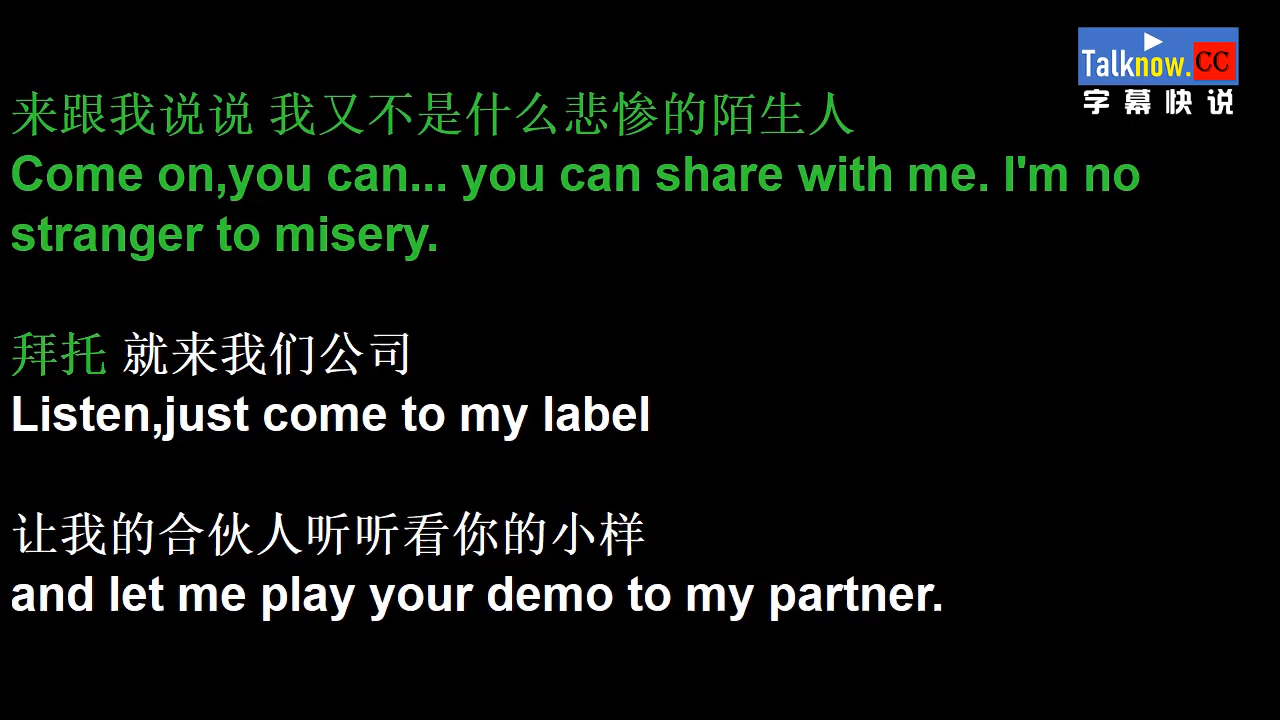 Talknow.CC
字幕快说
来跟我说说 我又不是什么悲惨的陌生人
Come on,you can... you can share with me. I'm no
stranger to misery.
拜托 就来我们公司
Listen,just come to my label
让我的合伙人听听看你的小样
and let me play your demo to my partner.